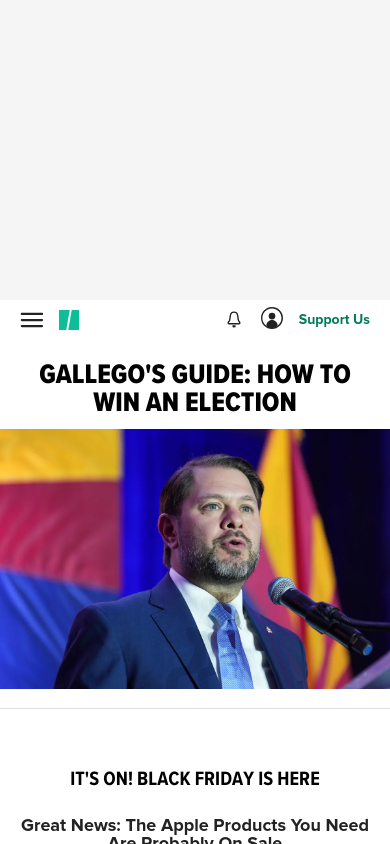 Support Us
GALLEGO'S GUIDE: HOW TO
WIN AN ELECTION
IT'S ON! BLACK FRIDAY IS HERE
Great News: The Apple Products You Need
Are Probably On Sale